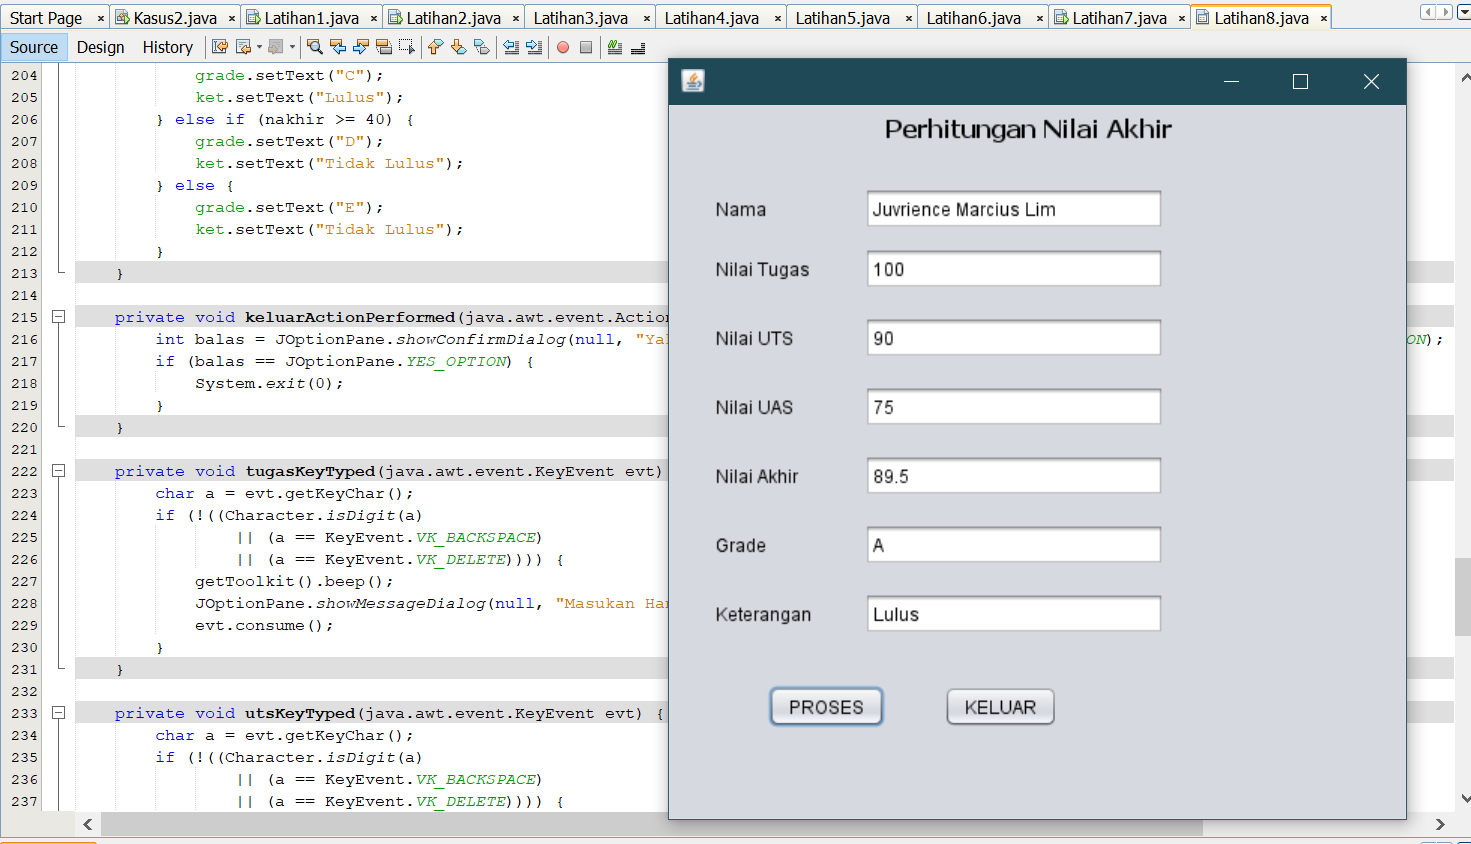 Start Page × Kasus2.java × Latihan1.java × Latihan2.java × Latihan3.java × Latihan4.java × Latihan5.java × Latihan6.java × Latihan7.java × Latihan8.java ×
Source Design History
204 grade.setText("C");
205 ket.setText("Lulus");
206 } else if (nakhir >= 40) {
207 grade.setText("D");
208 ket.setText("Tidak Lulus");
209 } else {
210 grade.setText("E");
211 ket.setText("Tidak Lulus");
212 }
213 }
214
215 private void keluarActionPerformed(java.awt.event.Action
216 int balas = JOptionPane.showConfirmDialog(null, "Ya ON);
217 if (balas == JOptionPane.YES_OPTION) {
218 System.exit(0);
219 }
220 }
221
222 private void tugasKeyTyped(java.awt.event.KeyEvent evt)
223 char a = evt.getKeyChar();
224 if (!((Character.isDigit(a)
225 || (a == KeyEvent.VK_BACKSPACE)
226 || (a == KeyEvent.VK_DELETE)))) {
227 getToolkit().beep();
228 JOptionPane.showMessageDialog(null, "Masukan Ha
229 evt.consume();
230 }
231 }
232
233 private void utsKeyTyped(java.awt.event.KeyEvent evt) {
234 char a = evt.getKeyChar();
235 if (!((Character.isDigit(a)
236 || (a == KeyEvent.VK_BACKSPACE)
237 || (a == KeyEvent.VK_DELETE)))) {
Perhitungan Nilai Akhir
Nama Juvrience Marcius Lim
Nilai Tugas 100
Nilai UTS 90
Nilai UAS 75
Nilai Akhir 89.5
Grade A
Keterangan Lulus
PROSES KELUAR